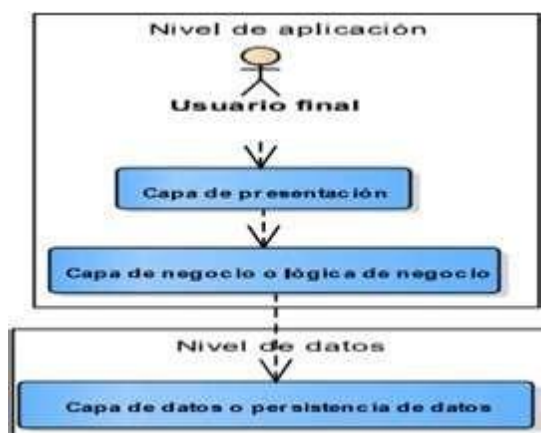 Nivel de aplicación
Usuario final
Capa de presentación
Capa de negocio o lógica de negocio
Nivel de datos
Capa de datos o persistencia de datos